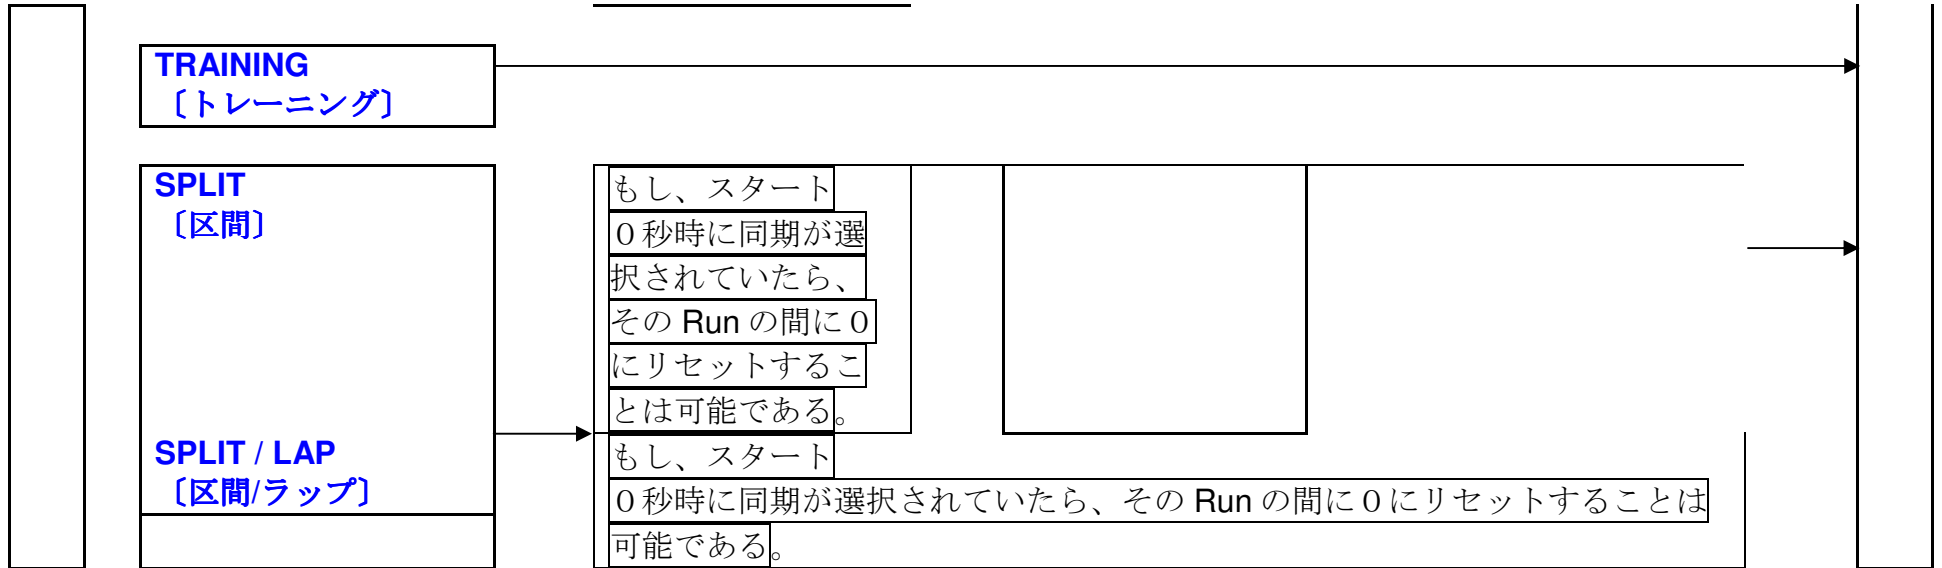 TRAINING
〔トレーニング〕
SPLIT
〔区間〕
もし、スタート
０秒時に同期が選
択されていたら、
その Run の間に０
にリセットするこ
とは可能である。
SPLIT / LAP
〔区間/ラップ〕
もし、スタート
０秒時に同期が選択されていたら、その Run の間に０にリセットすることは
可能である。